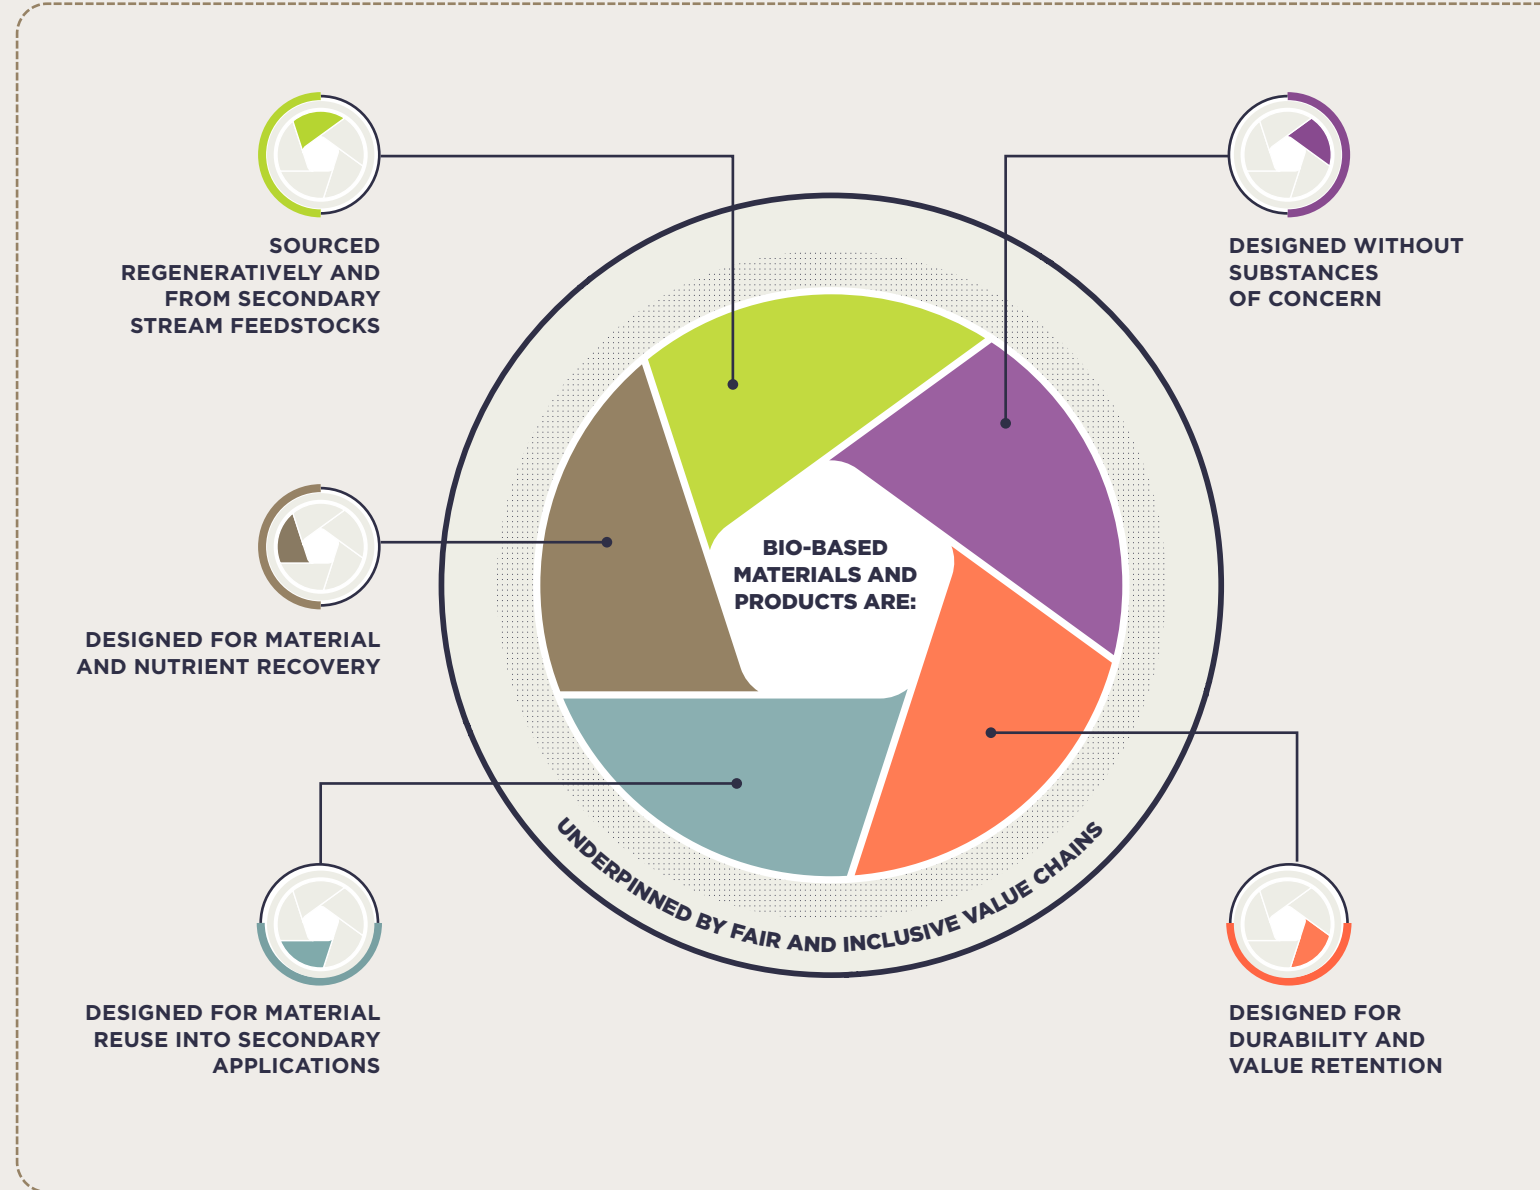 SOURCED
REGENERATIVELY AND
FROM SECONDARY
STREAM FEEDSTOCKS
DESIGNED WITHOUT
SUBSTANCES
OF CONCERN
BIO-BASED
MATERIALS AND
PRODUCTS ARE:
DESIGNED FOR MATERIAL
AND NUTRIENT RECOVERY
UNDERPINNED BY FAIR AND INCLUSIVE VALUE CHAINS
DESIGNED FOR MATERIAL
REUSE INTO SECONDARY
APPLICATIONS
DESIGNED FOR
DURABILITY AND
VALUE RETENTION